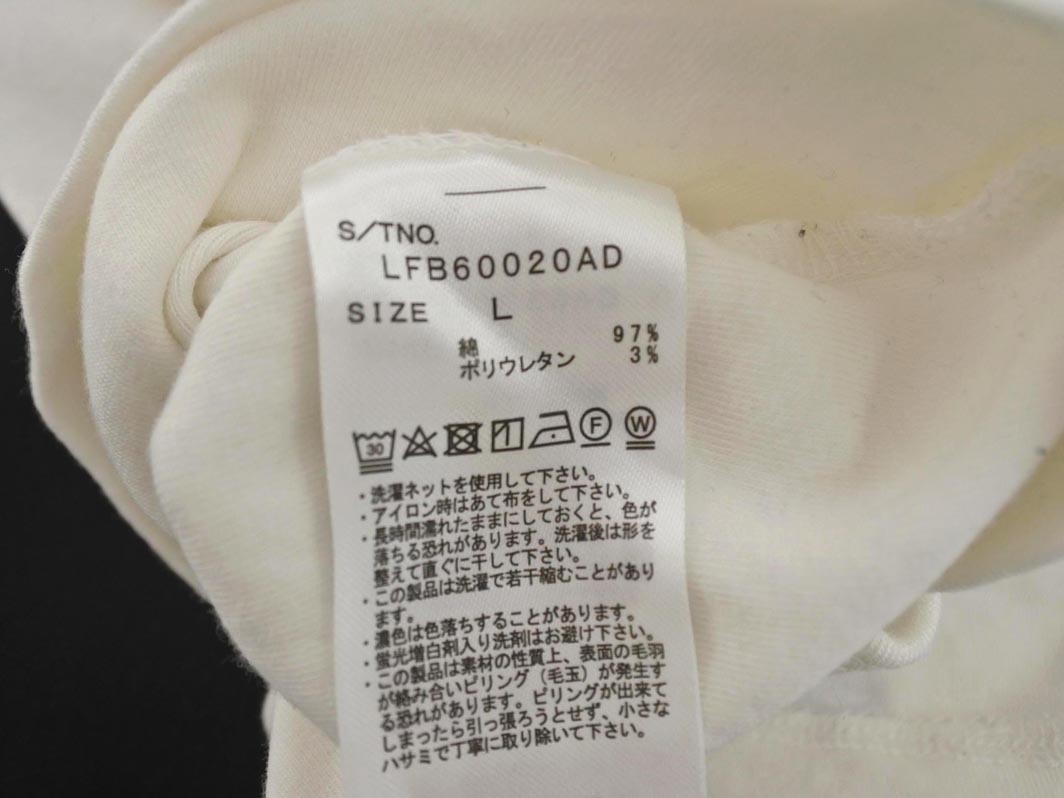 S/TNO.
LFB60020AD
SIZE L
綿 97%
ポリウレタン 3%
30 F W
・洗濯ネットを使用して下さい。
・アイロン時はあて布をして下さい。
・長時間濡れたままにしておくと、色が
落ちる恐れがあります。洗濯後は形を
整えて直ぐに干して下さい。
・この製品は洗濯で若干縮むことがあり
ます。
・濃色は色落ちすることがあります。
・蛍光増白剤入り洗剤はお避け下さい。
・この製品は素材の性質上、表面の毛羽
が絡み合いピリング（毛玉）が発生す
る恐れがあります。ピリングが出来て
しまったら引っ張ろうとせず、小さな
ハサミで丁寧に取り除いて下さい。